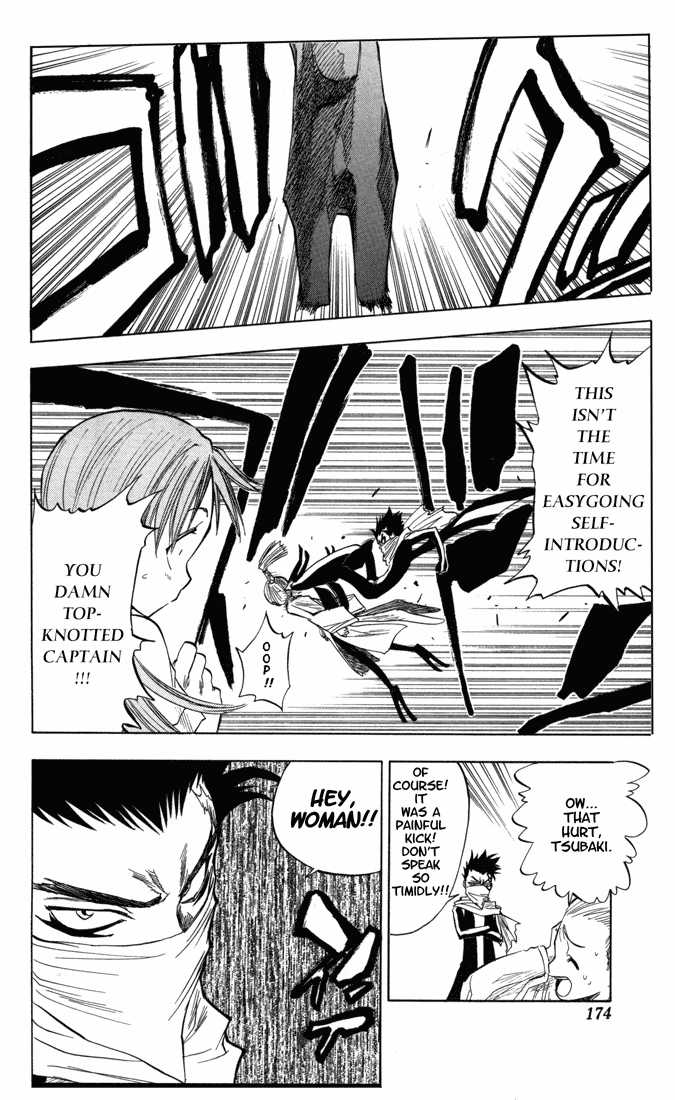 THIS
ISN'T
THE
TIME
FOR
EASYGOING
SELF-
INTRODUC-
TIONS!
YOU
DAMN
TOP-
KNOTTED
CAPTAIN
!!!
OOP!!
OW...
THAT
HURT,
TSUBAKI.
OF
COURSE!
IT
WAS A
PAINFUL
KICK!
DON'T
SPEAK
SO
TIMIDLY!!
HEY,
WOMAN!!
174